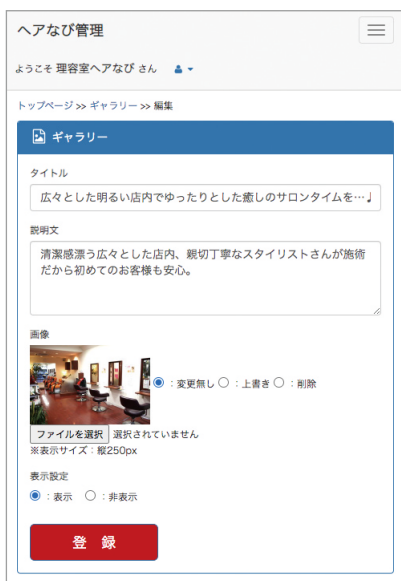 ヘアなび管理
ようこそ 理容室ヘアなび さん
トップページ >> ギャラリー >> 編集
ギャラリー
タイトル
広々とした明るい店内でゆったりとした癒しのサロンタイムを…♩
説明文
清潔感漂う広々とした店内、親切丁寧なスタイリストさんが施術
だから初めてのお客様も安心。
画像
：変更無し ：上書き ：削除
ファイルを選択 選択されていません
※表示サイズ：縦250px
表示設定
：表示 ：非表示
登 録